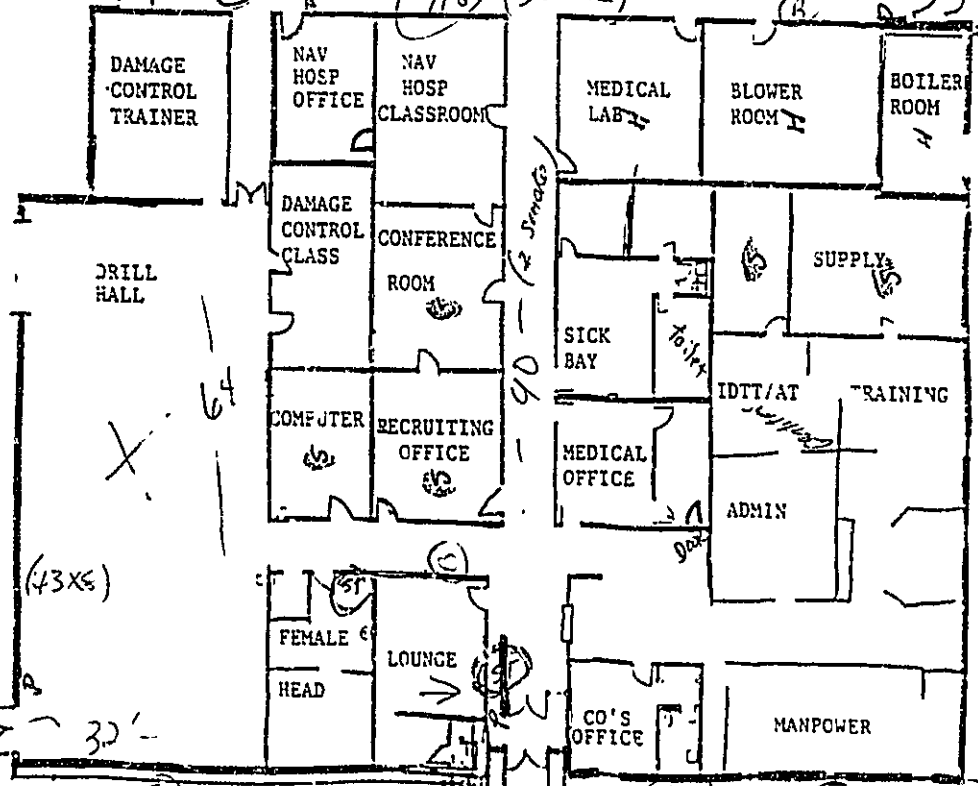 DAMAGE
CONTROL
TRAINER
NAV
HOSP
OFFICE
NAV
HOSP
CLASSROOM
MEDICAL
LAB
H
BLOWER
ROOM
H
BOILER
ROOM
H
DAMAGE
CONTROL
CLASS
CONFERENCE
ROOM
DRILL
HALL
64
X
90
SUPPLY
SICK
BAY
Toilet
IDTT/AT
TRAINING
COMPUTER
RECRUITING
OFFICE
MEDICAL
OFFICE
ADMIN
Door
(43X8)
FEMALE
HEAD
LOUNGE
32'
CO'S
OFFICE
MANPOWER